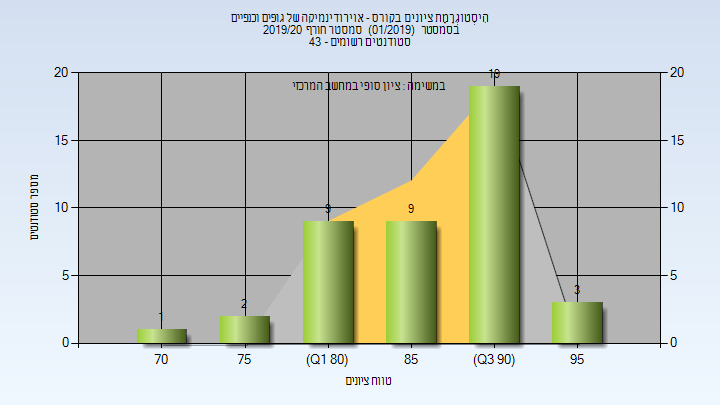 היסטוגרמת ציונים בקורס - אוירודינמיקה של גופים וכנפיים
בסמסטר (01/2019) סמסטר חורף 2019/20
סטודנטים רשומים - 43
במשימה : ציון סופי במחשב המרכזי
20 20
15 15
10 10
5 5
0 0
מספר סטודנטים
1 2 9 9 19 3
70 75 (Q1 80) 85 (Q3 90) 95
טווח ציונים